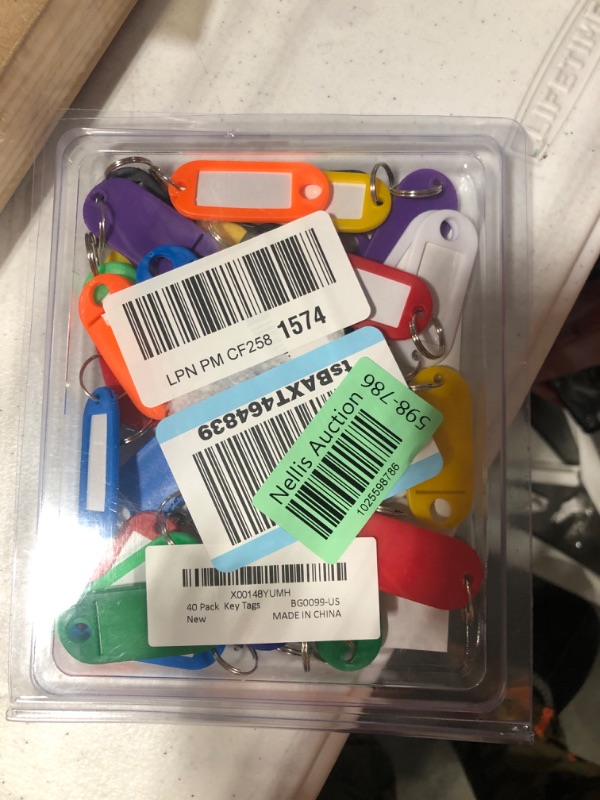 LIFETIME
LPN PM CF258 1574
tsBAXT464839
Nellis Auction
598-786
1025598786
X00148YUMH
40 Pack Key Tags BG0099-US
New MADE IN CHINA